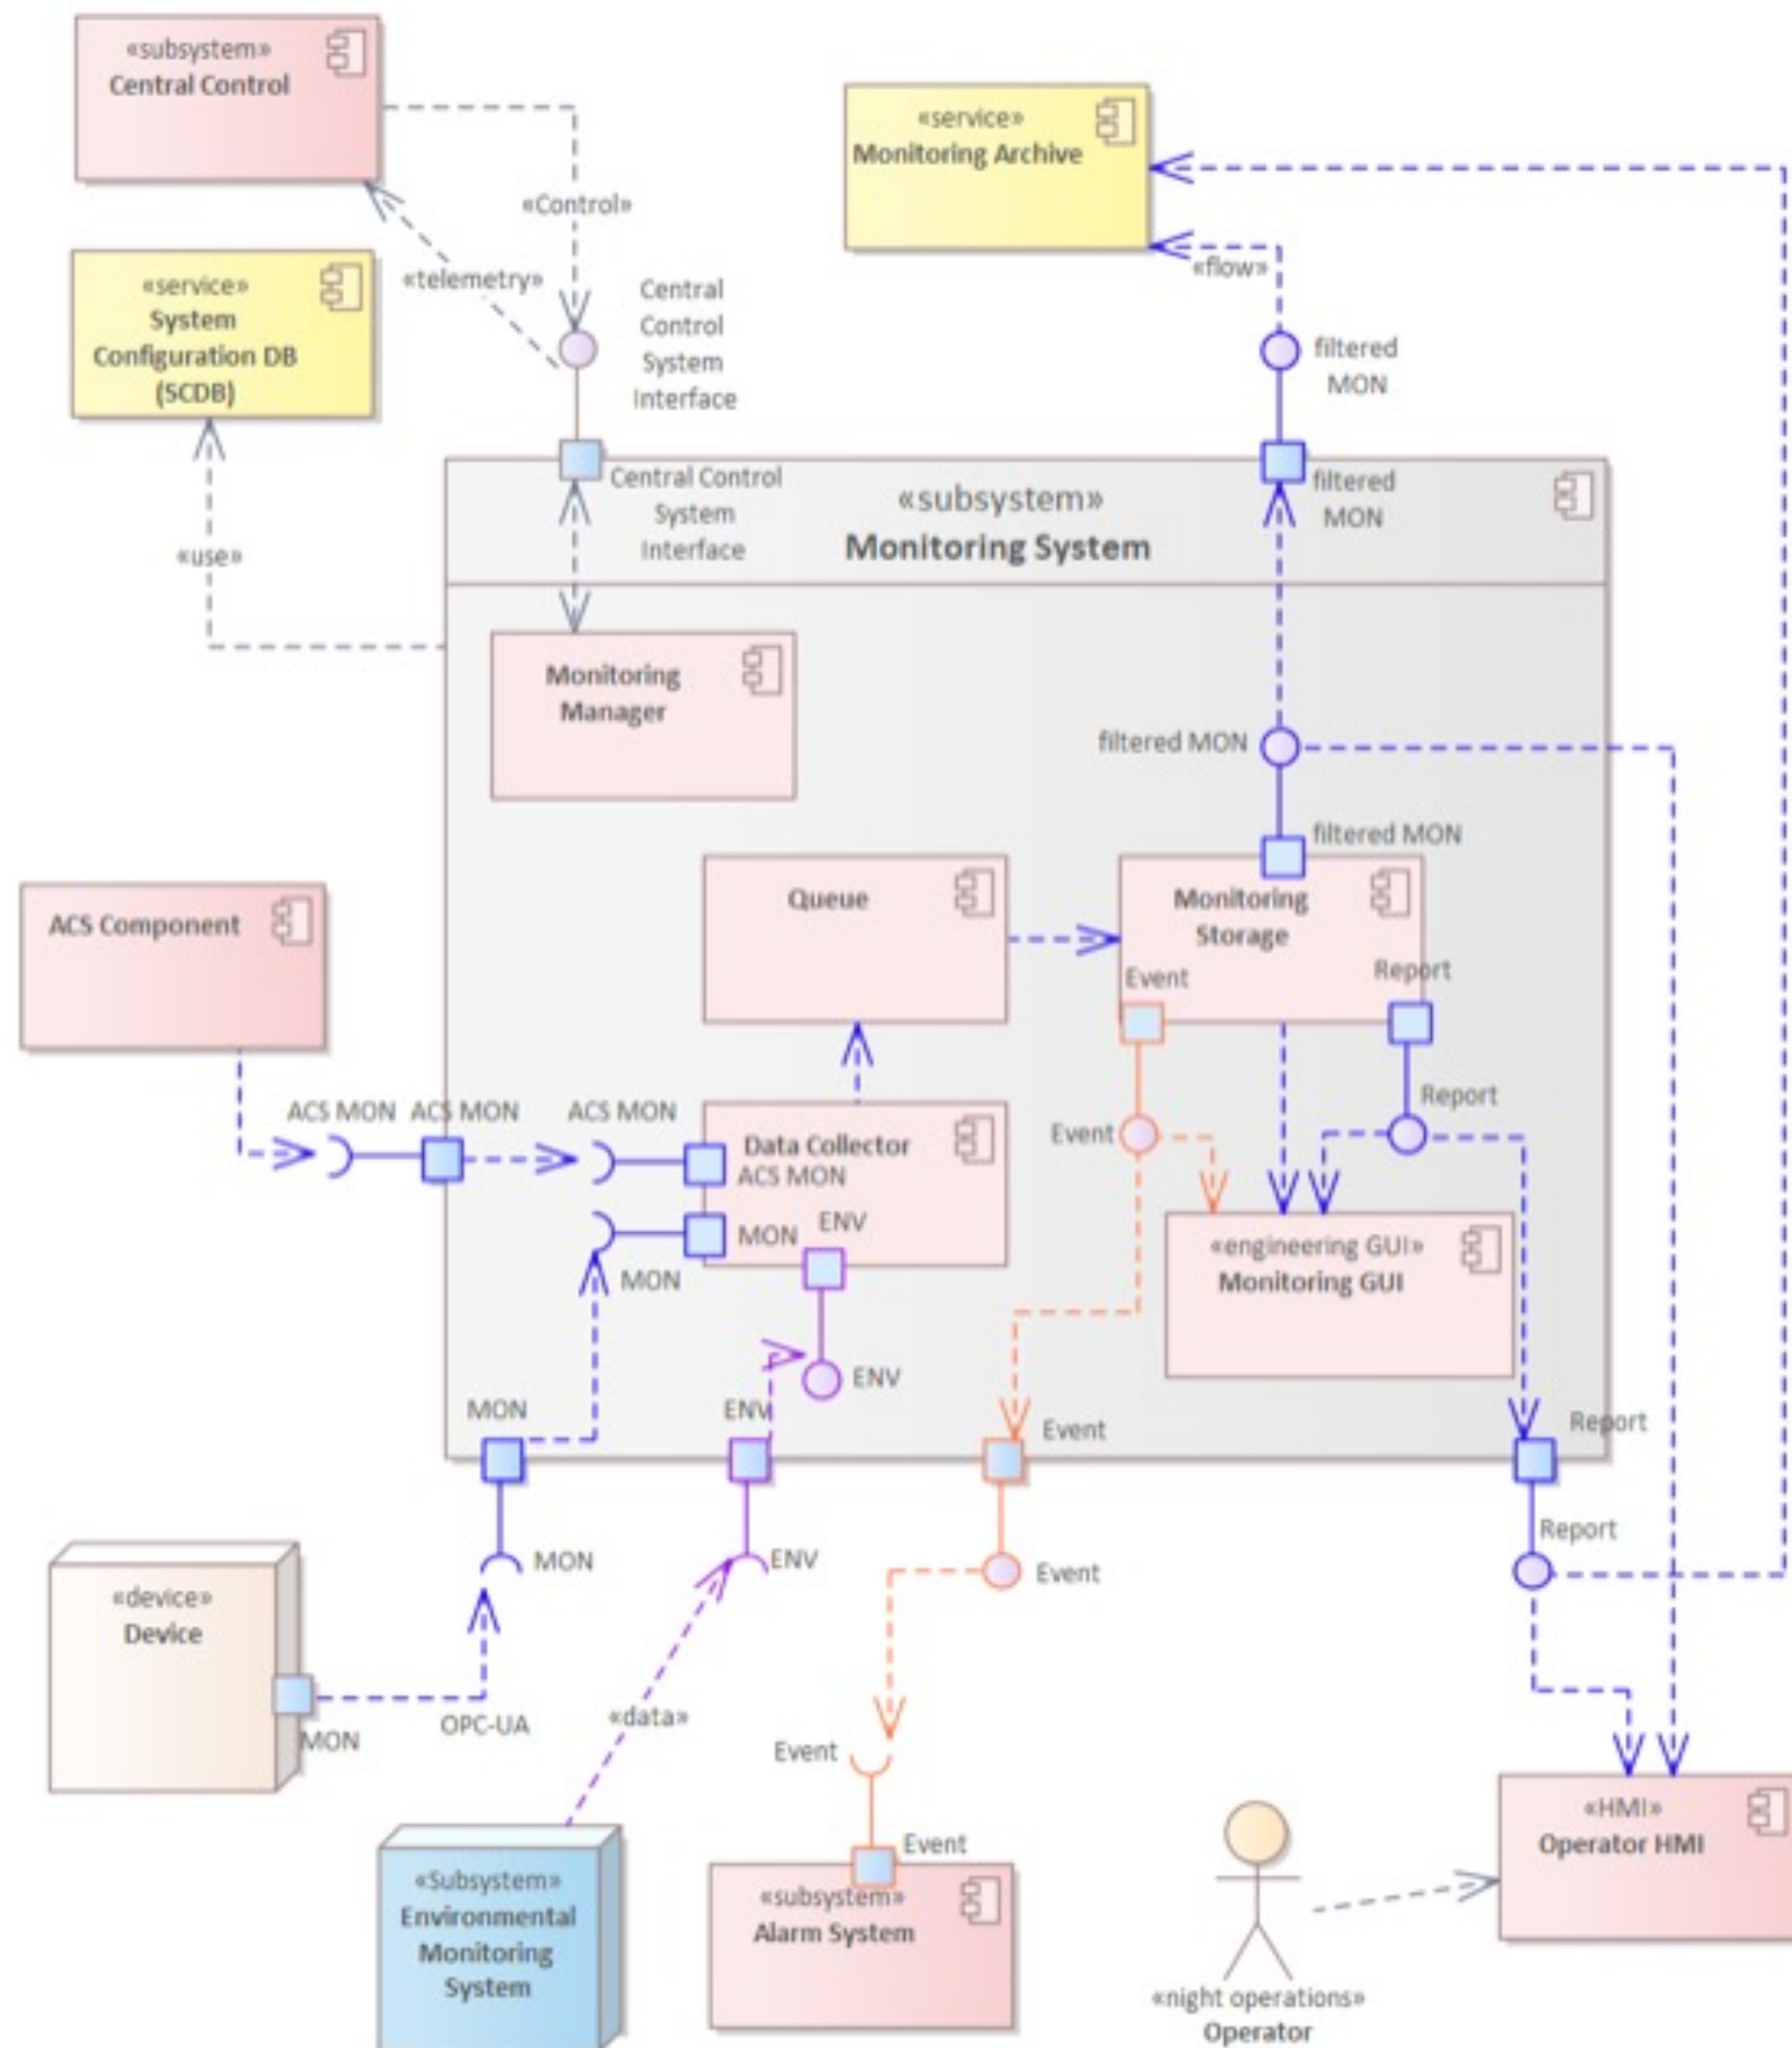 «subsystem»
Central Control
«service»
Monitoring Archive
«Control»
«flow»
«telemetry»
«service»
System
Configuration DB
(SCDB)
Central
Control
System
Interface
filtered
MON
Central Control
System
Interface
«subsystem»
Monitoring System
filtered
MON
«use»
Monitoring
Manager
filtered MON
filtered MON
ACS Component
Queue
Monitoring
Storage
Event
Report
ACS MON
ACS MON
ACS MON
Data Collector
ACS MON
MON
ENV
MON
Event
Report
«engineering GUI»
Monitoring GUI
ENV
MON
ENV
Event
Report
MON
ENV
Event
Report
«device»
Device
MON
OPC-UA
«data»
Event
Event
«Subsystem»
Environmental
Monitoring
System
«subsystem»
Alarm System
«HMI»
Operator HMI
«night operations»
Operator